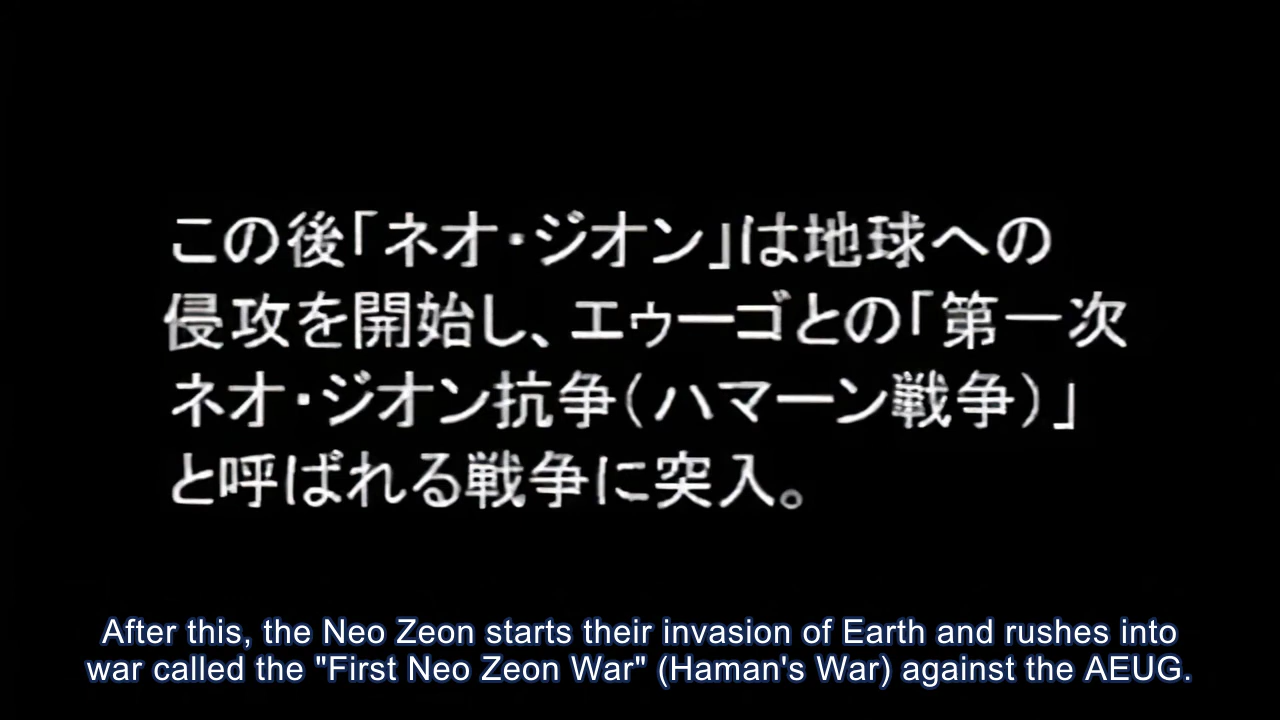 この後「ネオ・ジオン」は地球への
侵攻を開始し、エゥーゴとの「第一次
ネオ・ジオン抗争(ハマーン戦争)」
と呼ばれる戦争に突入。
After this, the Neo Zeon starts their invasion of Earth and rushes into
war called the "First Neo Zeon War" (Haman's War) against the AEUG.